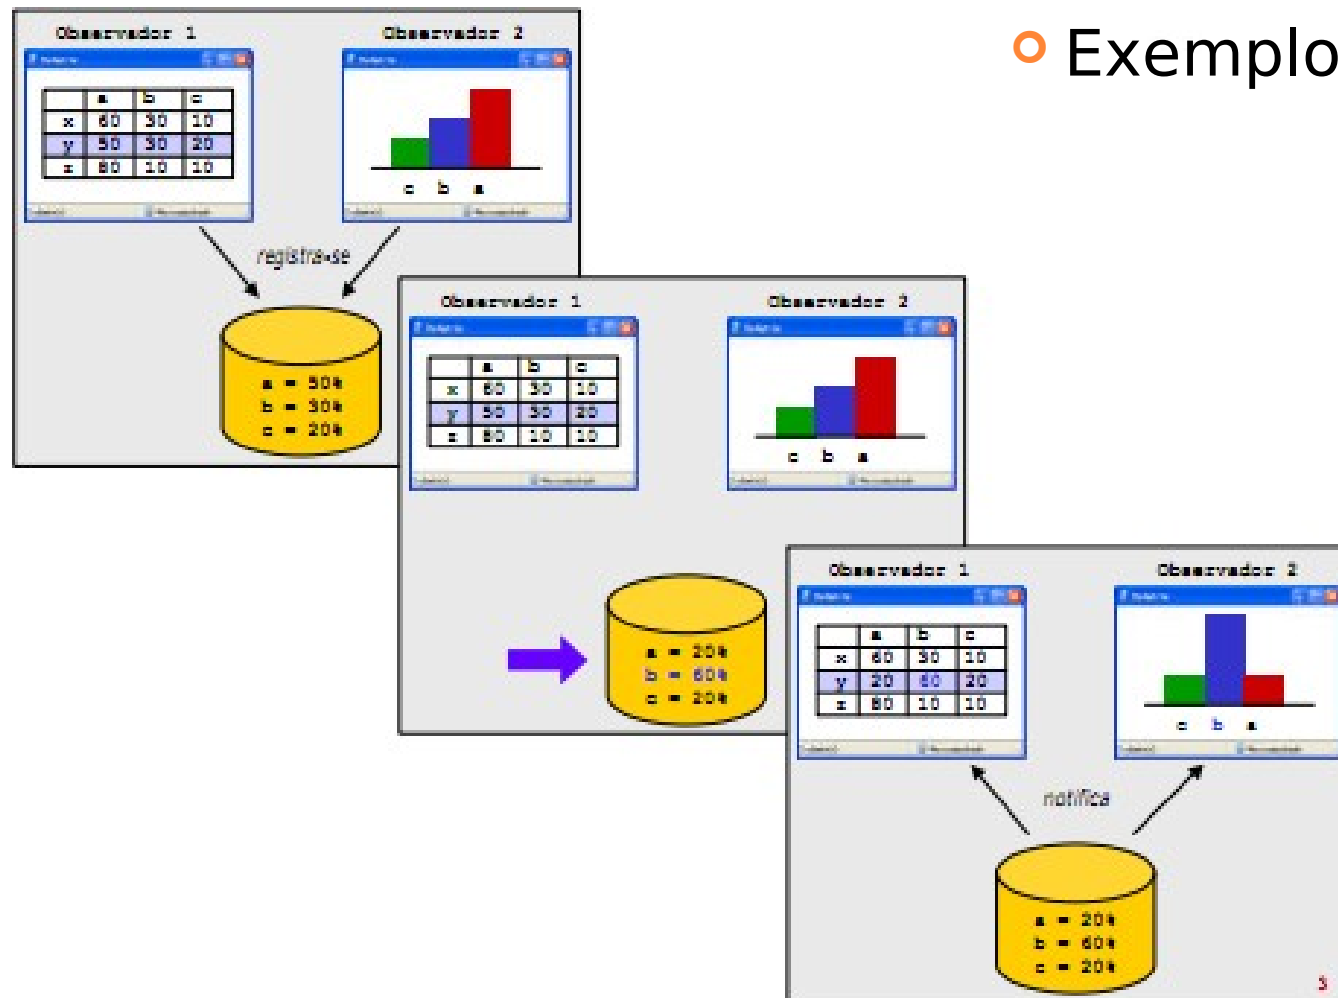 Exemplo
Observador 1
Observador 2
a b c
x 60 30 10
y 50 30 20
z 80 10 10
c b a
registra-se
a = 50%
b = 30%
c = 20%
Observador 1
Observador 2
a b c
x 60 30 10
y 50 30 20
z 80 10 10
c b a
a = 20%
b = 60%
c = 20%
Observador 1
Observador 2
a b c
x 60 30 10
y 20 60 20
z 80 10 10
c b a
notifica
a = 20%
b = 60%
c = 20%
3